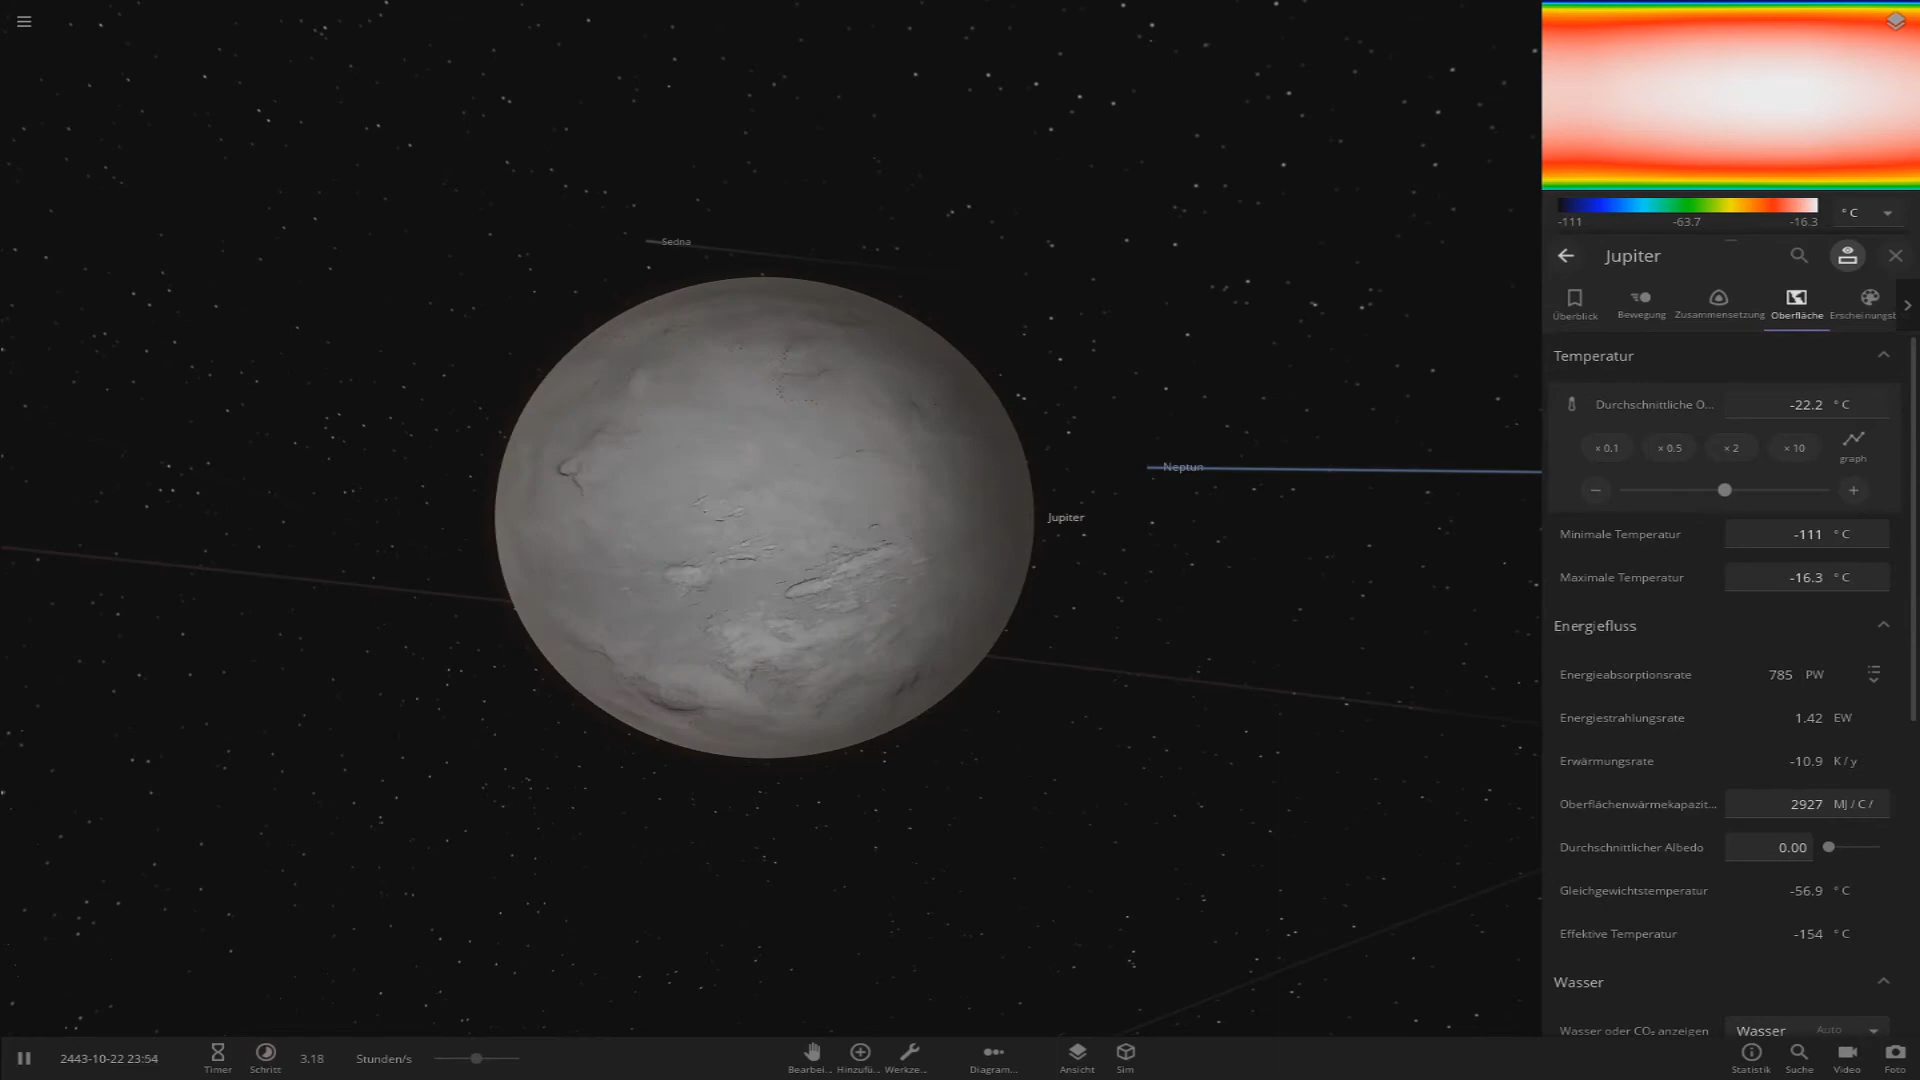 -111
-63.7
-16.3
° C
Jupiter
Überblick
Bewegung
Zusammensetzung
Oberfläche
Temperatur
Durchschnittliche O...
-22.2 ° C
× 0.1
× 0.5
× 2
× 10
graph
Minimale Temperatur
-111 ° C
Maximale Temperatur
-16.3 ° C
Energiefluss
Energieabsorptionsrate
785 PW
Energiestrahlungsrate
1.42 EW
Erwärmungsrate
-10.9 K / y
Oberflächenwärmekapazit...
2927 MJ / C /
Durchschnittlicher Albedo
0.00
Gleichgewichtstemperatur
-56.9 ° C
Effektive Temperatur
-154 ° C
Wasser
Wasser oder CO₂ anzeigen
Wasser Auto
Sedna
Neptun
Jupiter
2443-10-22 23:54
Timer
Schritt
3.18
Stunden/s
Bearbei...
Hinzufü...
Werkze...
Diagram...
Ansicht
Sim
Statistik
Suche
Video
Foto